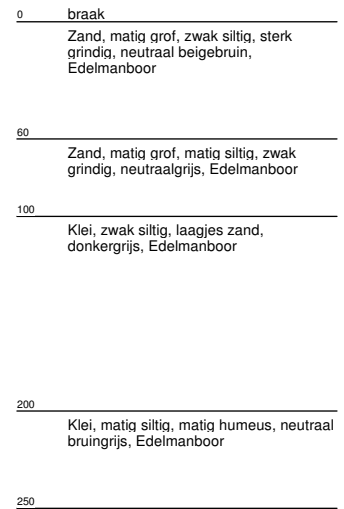 0 braak
Zand, matig grof, zwak siltig, sterk
grindig, neutraal beigebruin,
Edelmanboor
60
Zand, matig grof, matig siltig, zwak
grindig, neutraalgrijs, Edelmanboor
100
Klei, zwak siltig, laagjes zand,
donkergrijs, Edelmanboor
200
Klei, matig siltig, matig humeus, neutraal
bruingrijs, Edelmanboor
250